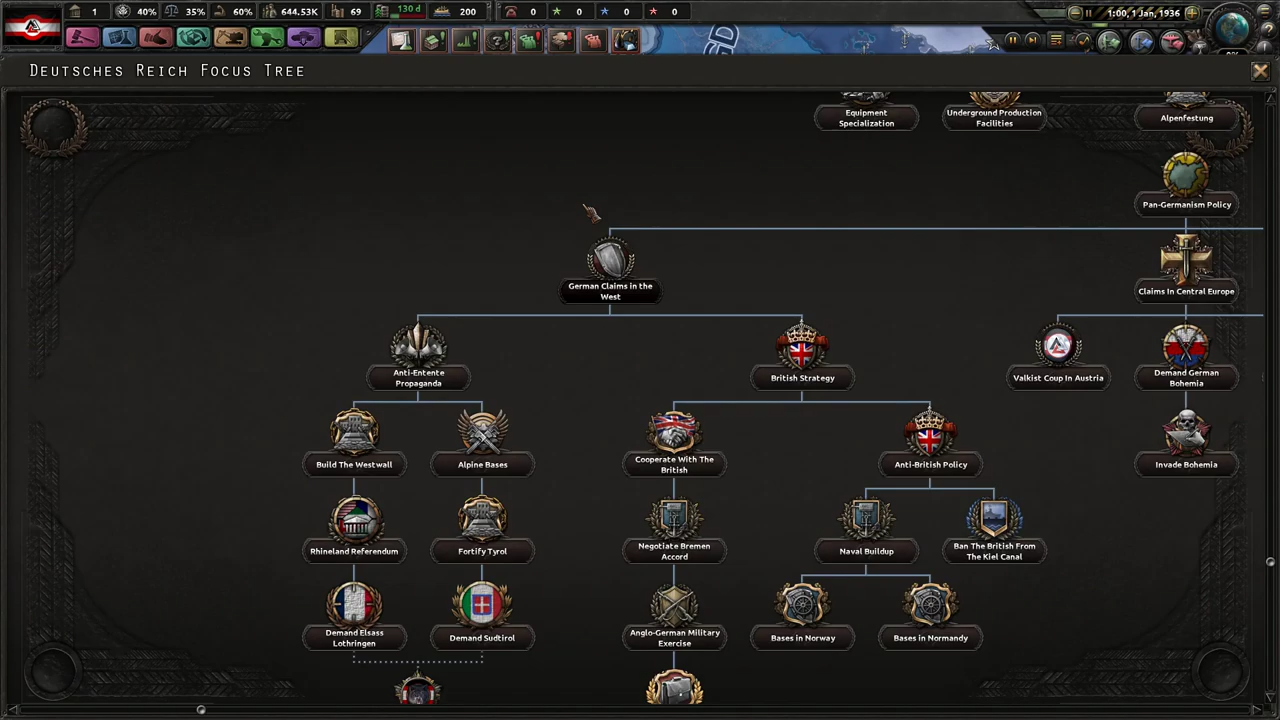 1 40% 35% 60% 644.53K 69 130 d 200 0 0 0 0 1:00, 1 Jan, 1936
DEUTSCHES REICH FOCUS TREE
Equipment
Specialization
Underground Production
Facilities
Alpenfestung
Pan-Germanism Policy
German Claims in the
West
Claims In Central Europe
Anti-Entente
Propaganda
British Strategy
Valkist Coup In Austria
Demand German
Bohemia
Build The Westwall
Alpine Bases
Cooperate With The
British
Anti-British Policy
Invade Bohemia
Rhineland Referendum
Fortify Tyrol
Negotiate Bremen
Accord
Naval Buildup
Ban The British From
The Kiel Canal
Demand Elsass
Lothringen
Demand Sudtirol
Anglo-German Military
Exercise
Bases in Norway
Bases in Normandy